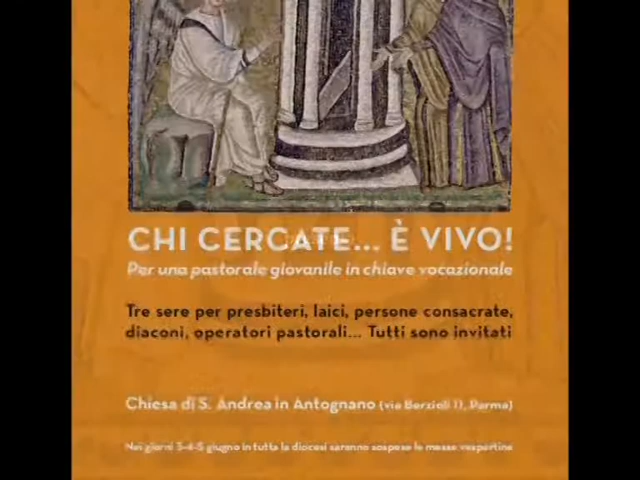 CHI CERCATE... È VIVO!
Per una pastorale giovanile in chiave vocazionale
Tre sere per presbiteri, laici, persone consacrate,
diaconi, operatori pastorali... Tutti sono invitati
Chiesa di S. Andrea in Antognano (via Berzioli 11, Parma)
Nei giorni 3-4-5 giugno in tutta la diocesi saranno sospese le messe vespertine